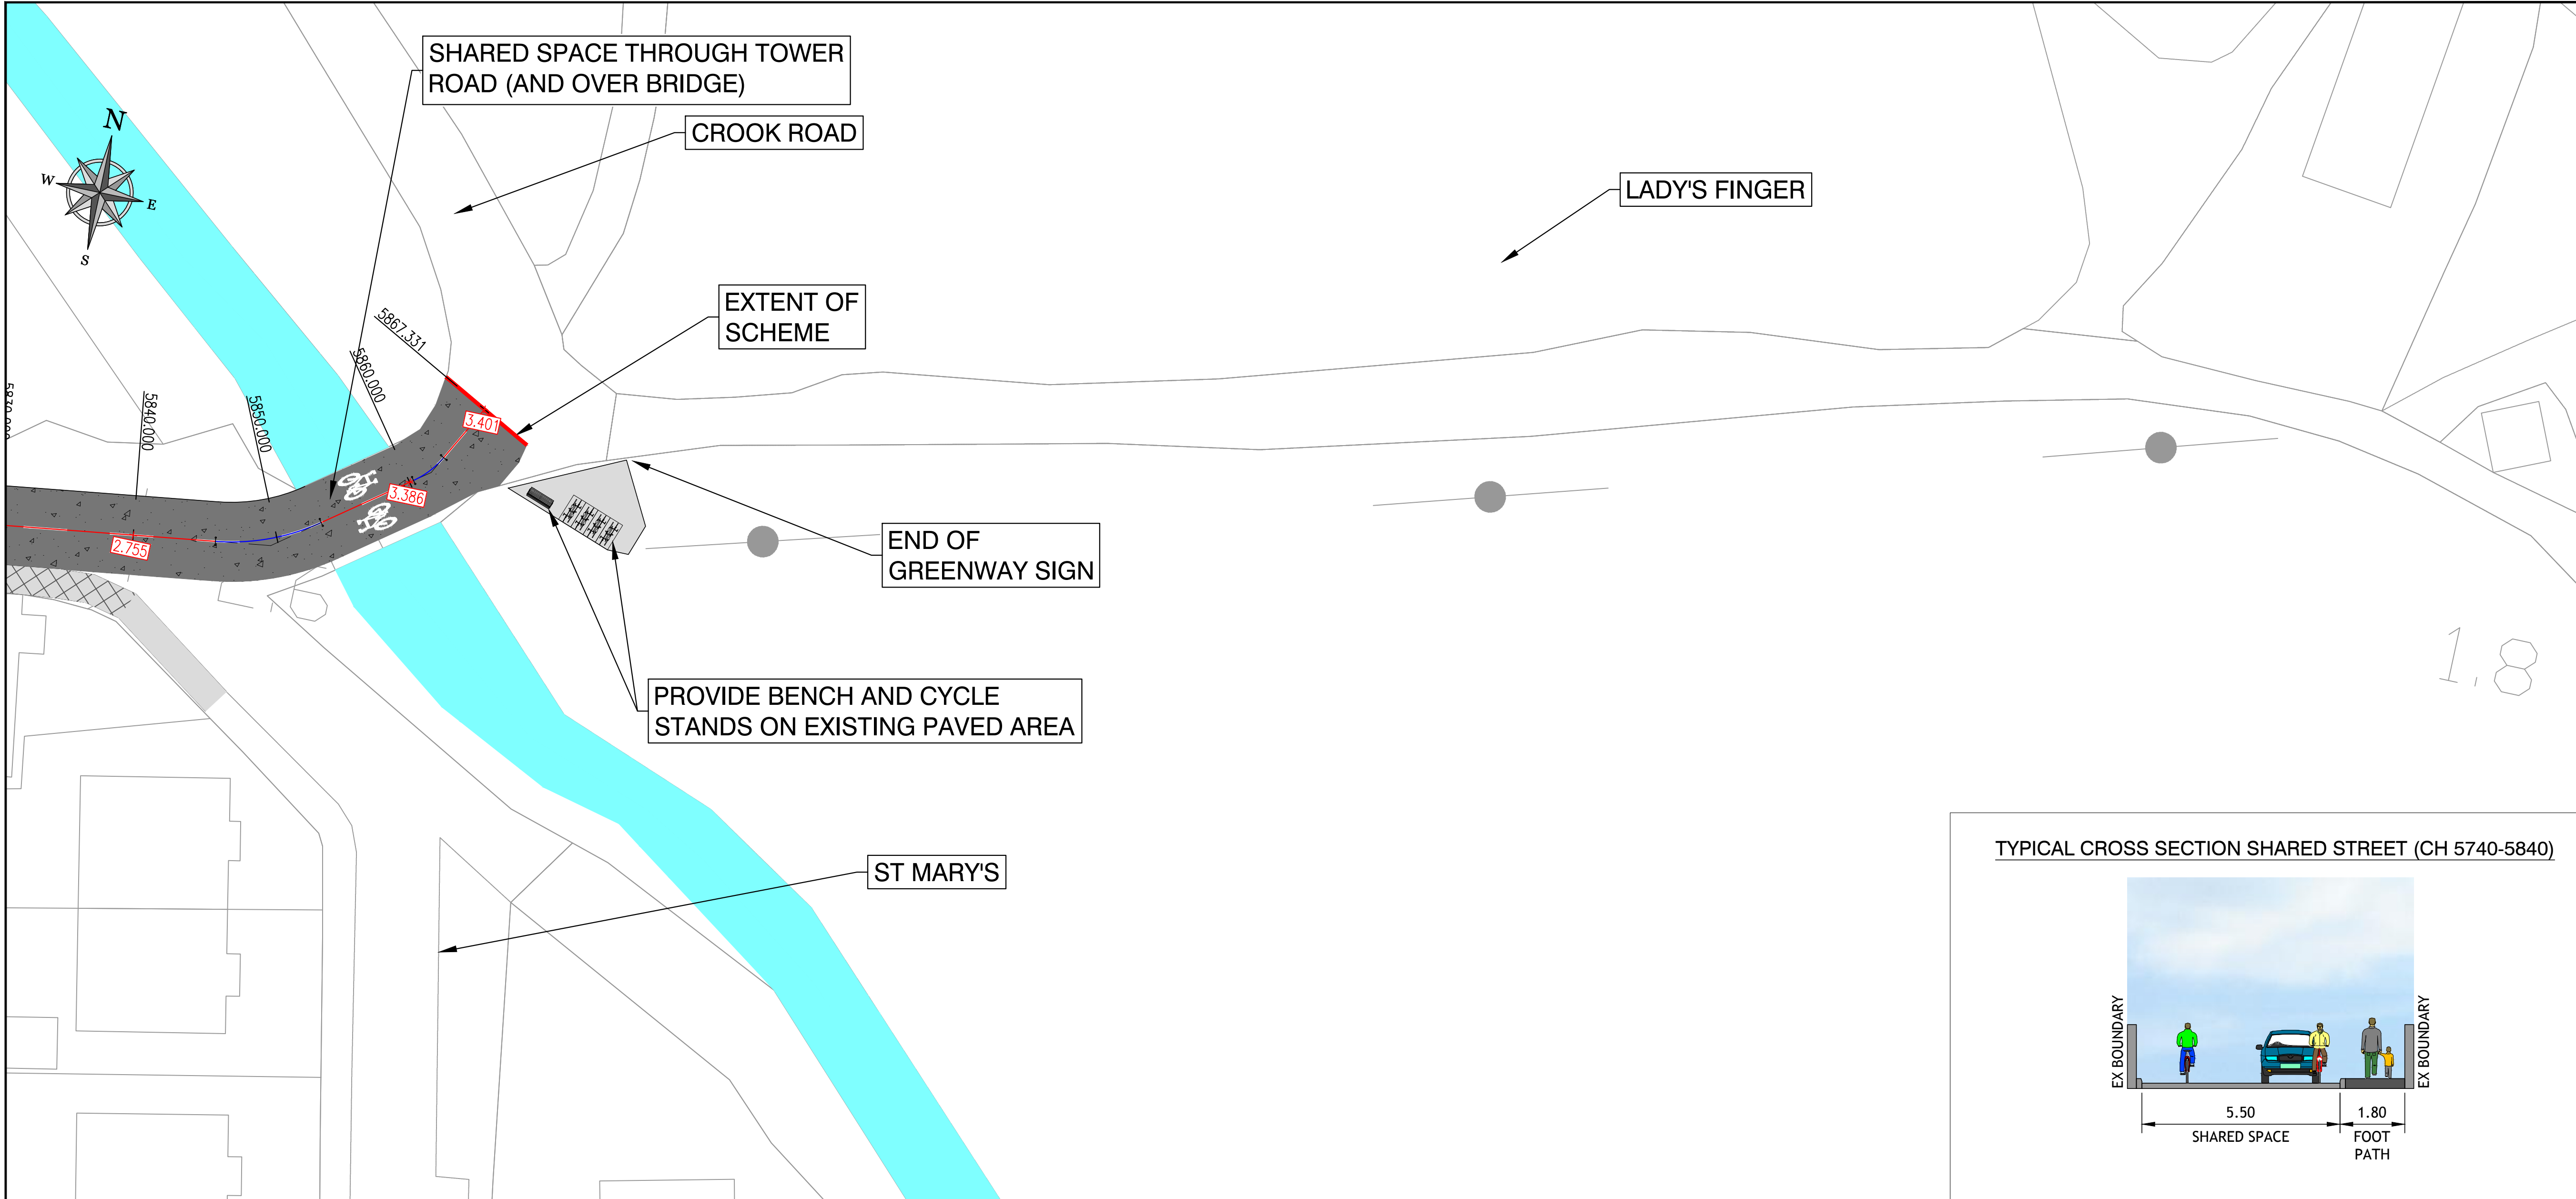 SHARED SPACE THROUGH TOWER
ROAD (AND OVER BRIDGE)
CROOK ROAD
N
W
E
S
LADY'S FINGER
EXTENT OF
SCHEME
5867.331
5860.000
5850.000
5840.000
3.401
3.386
2.755
END OF
GREENWAY SIGN
PROVIDE BENCH AND CYCLE
STANDS ON EXISTING PAVED AREA
1.8
ST MARY'S
TYPICAL CROSS SECTION SHARED STREET (CH 5740-5840)
EX BOUNDARY
EX BOUNDARY
5.50
1.80
SHARED SPACE
FOOT
PATH